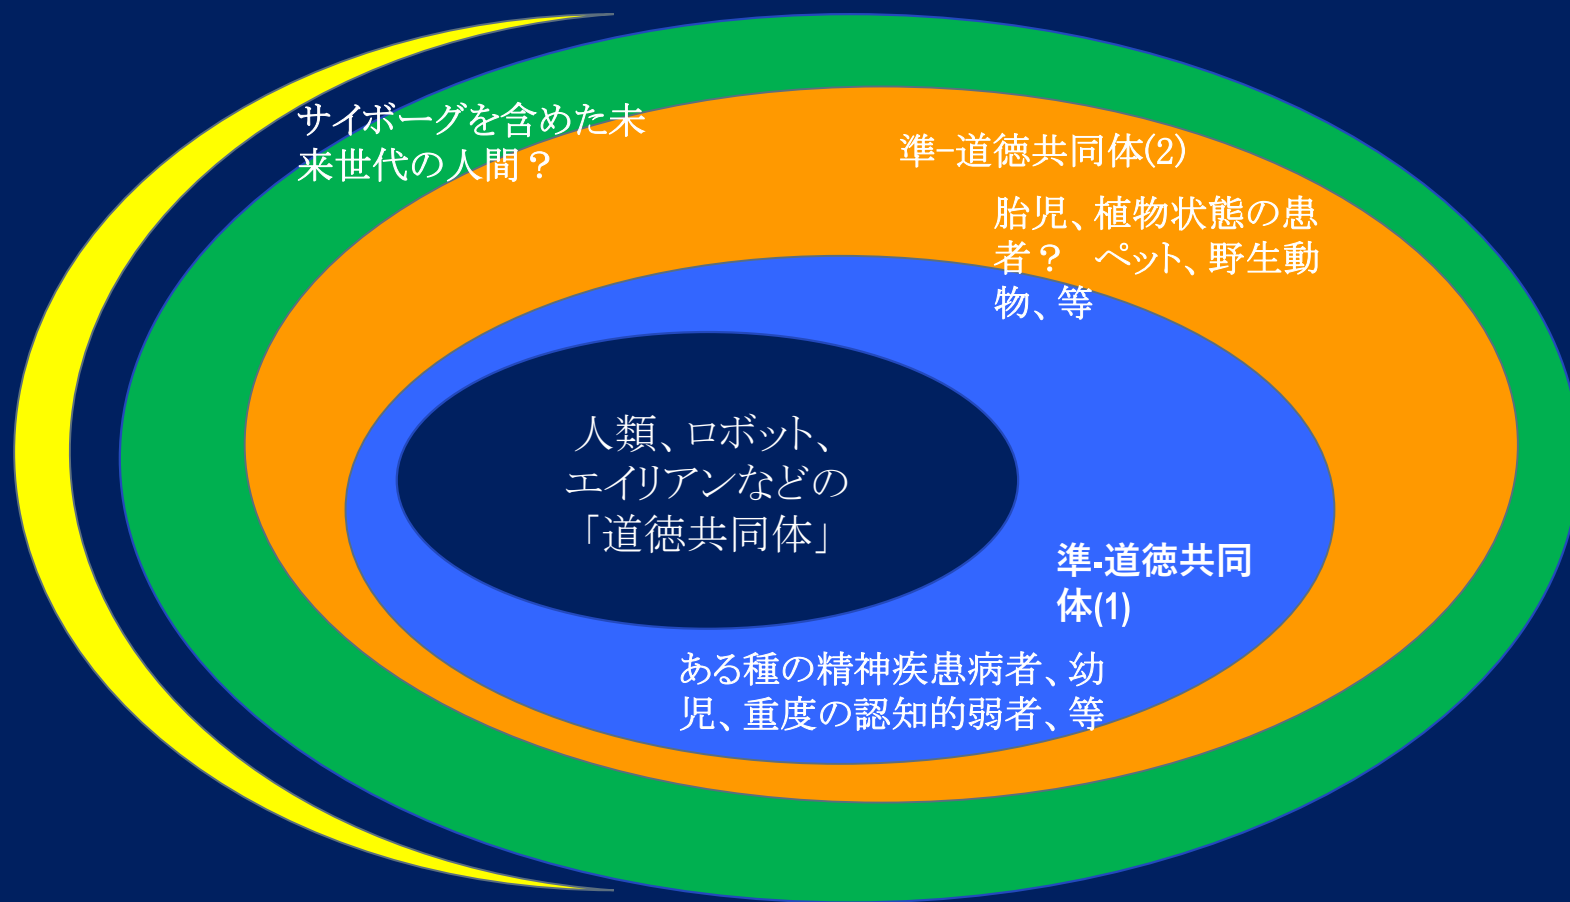 サイボーグを含めた未
来世代の人間？
準−道徳共同体(2)
胎児、植物状態の患
者？　ペット、野生動
物、等
人類、ロボット、
エイリアンなどの
「道徳共同体」
準-道徳共同
体(1)
ある種の精神疾患病者、幼
児、重度の認知的弱者、等